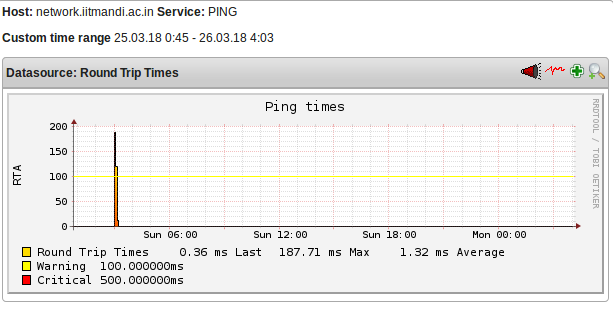 Host: network.iitmandi.ac.in Service: PING
Custom time range 25.03.18 0:45 - 26.03.18 4:03
Datasource: Round Trip Times
Ping times
RRDTOOL / TOBI OETIKER
RTA
200
150
100
50
0
Sun 06:00 Sun 12:00 Sun 18:00 Mon 00:00
Round Trip Times 0.36 ms Last 187.71 ms Max 1.32 ms Average
Warning 100.000000ms
Critical 500.000000ms